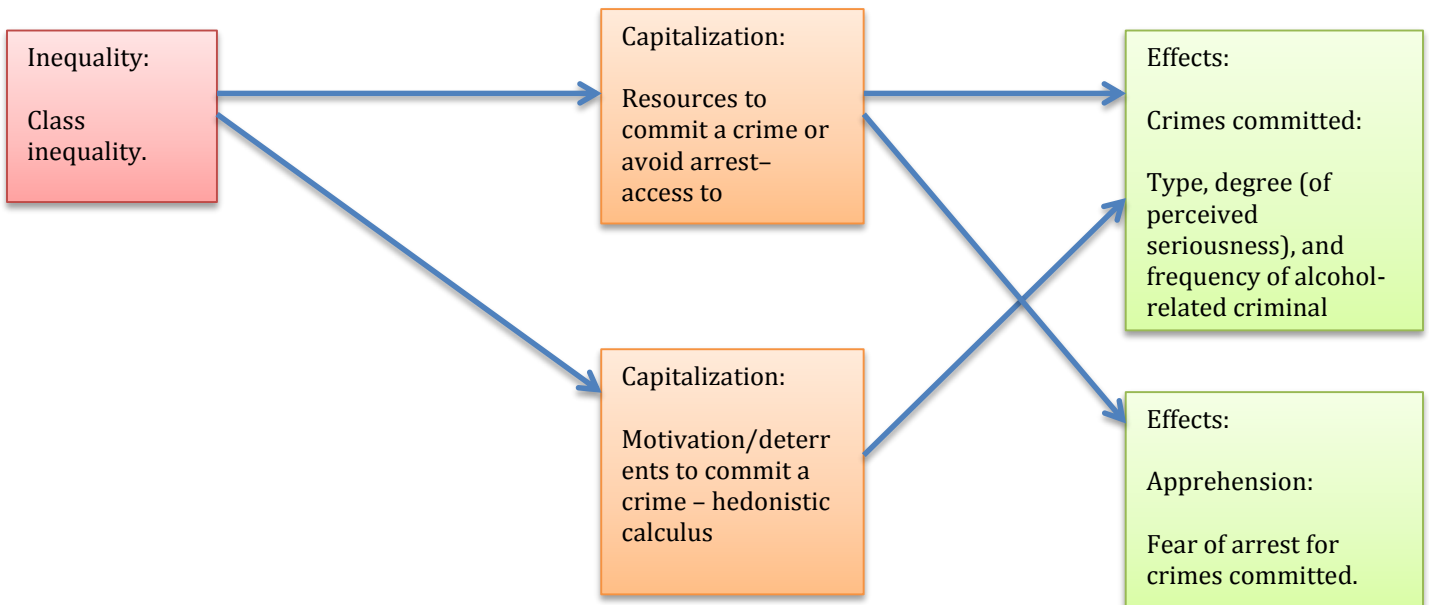 Inequality:
Class
inequality.
Capitalization:
Resources to
commit a crime or
avoid arrest–
access to
Capitalization:
Motivation/deterr
ents to commit a
crime – hedonistic
calculus
Effects:
Crimes committed:
Type, degree (of
perceived
seriousness), and
frequency of alcohol-
related criminal
Effects:
Apprehension:
Fear of arrest for
crimes committed.